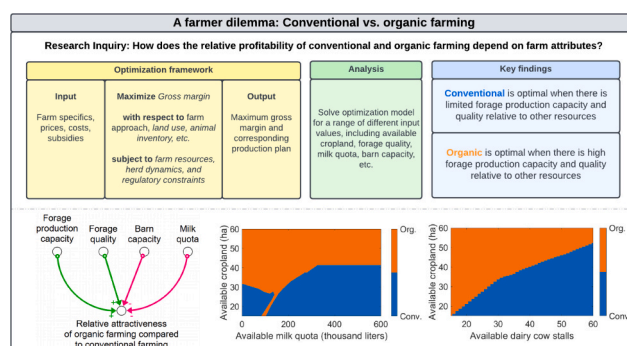 A farmer dilemma: Conventional vs. organic farming
Research Inquiry: How does the relative profitability of conventional and organic farming depend on farm attributes?
Optimization framework
Input
Farm specifics,
prices, costs,
subsidies
Maximize Gross margin
with respect to farm
approach, land use, animal
inventory, etc.
subject to farm resources,
herd dynamics, and
regulatory constraints
Output
Maximum gross
margin and
corresponding
production plan
Analysis
Solve optimization model
for a range of different input
values, including available
cropland, forage quality,
milk quota, barn capacity,
etc.
Key findings
Conventional is optimal when there is
limited forage production capacity and
quality relative to other resources
Organic is optimal when there is high
forage production capacity and quality
relative to other resources
Forage
production
capacity
Forage
quality
Barn
capacity
Milk
quota
+
+
-
-
Relative attractiveness
of organic farming compared
to conventional farming
Available cropland (ha)
60
50
40
30
20
0 200 400 600
Available milk quota (thousand liters)
Org.
Conv.
Available cropland (ha)
60
50
40
30
20
20 30 40 50 60
Available dairy cow stalls
Org.
Conv.